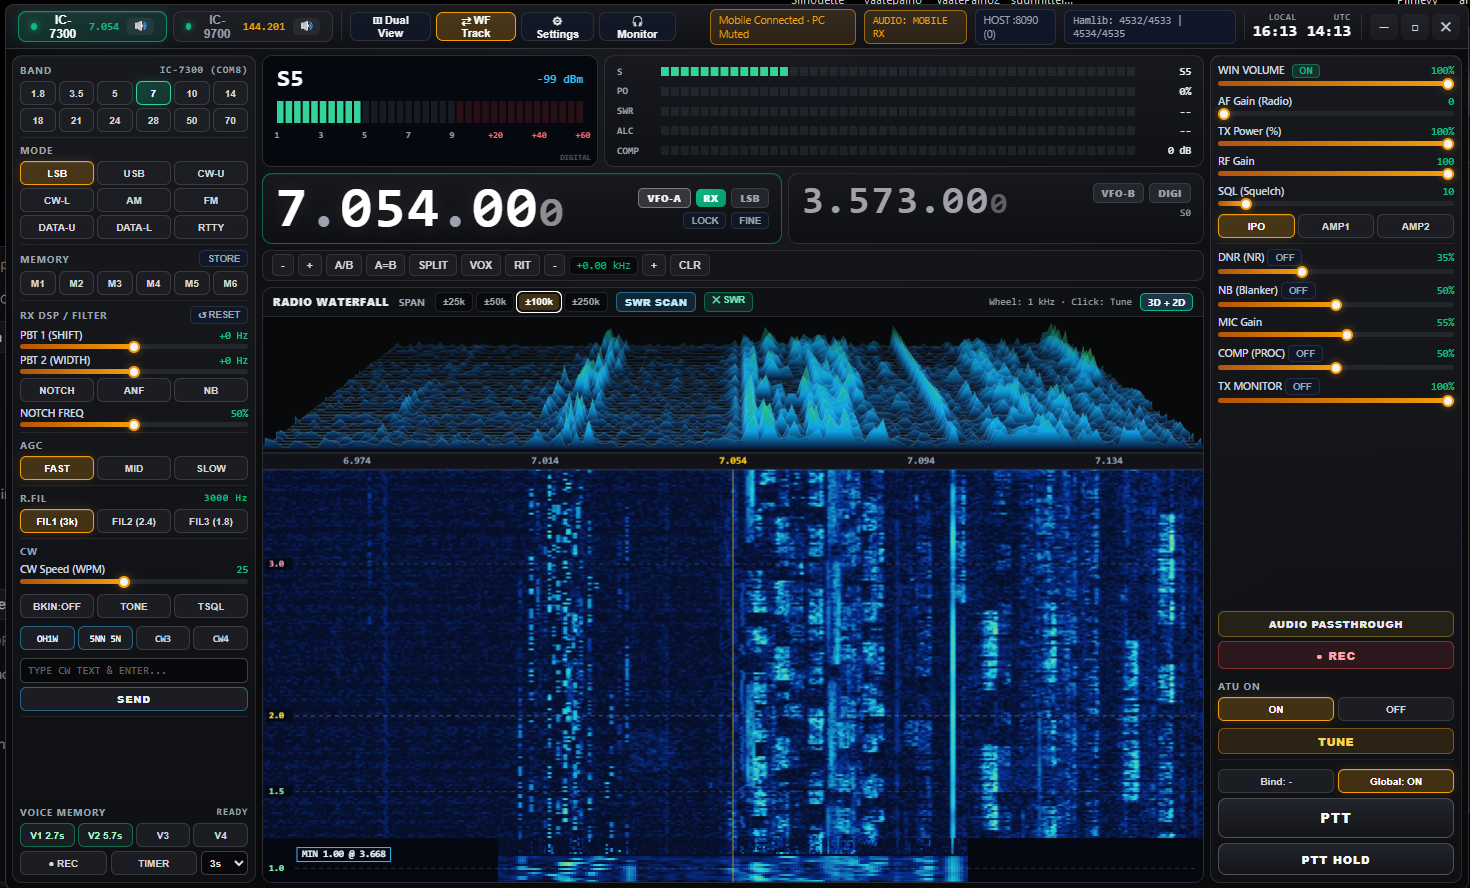 IC-7300 7.054
IC-9700 144.201
Dual View
WF Track
Settings
Monitor
Mobile Connected · PC Muted
AUDIO: MOBILE RX
HOST :8090 (0)
Hamlib: 4532/4533 | 4534/4535
LOCAL 16:13
UTC 14:13
BAND IC-7300 (COM8)
1.8 3.5 5 7 10 14
18 21 24 28 50 70
MODE
LSB USB CW-U
CW-L AM FM
DATA-U DATA-L RTTY
MEMORY STORE
M1 M2 M3 M4 M5 M6
RX DSP / FILTER RESET
PBT 1 (SHIFT) +0 Hz
PBT 2 (WIDTH) +0 Hz
NOTCH ANF NB
NOTCH FREQ 50%
AGC
FAST MID SLOW
R.FIL 3000 Hz
FIL1 (3k) FIL2 (2.4) FIL3 (1.8)
CW
CW Speed (WPM) 25
BKIN:OFF TONE TSQL
OH1W 5NN 5N CW3 CW4
TYPE CW TEXT & ENTER...
SEND
VOICE MEMORY READY
V1 2.7s V2 5.7s V3 V4
● REC TIMER 3s
S5 -99 dBm
1 3 5 7 9 +20 +40 +60
DIGITAL
S S5
PO 0%
SWR --
ALC --
COMP 0 dB
7.054.000
VFO-A RX LSB
LOCK FINE
3.573.000
VFO-B DIGI
S0
- + A/B A=B SPLIT VOX RIT - +0.00 kHz + CLR
RADIO WATERFALL SPAN ±25k ±50k ±100k ±250k SWR SCAN X SWR Wheel: 1 kHz · Click: Tune 3D + 2D
6.974 7.014 7.054 7.094 7.134
3.0
2.0
1.5
MIN 1.00 @ 3.668
1.0
WIN VOLUME ON 100%
AF Gain (Radio) 0
TX Power (%) 100%
RF Gain 100
SQL (Squelch) 10
IPO AMP1 AMP2
DNR (NR) OFF 35%
NB (Blanker) OFF 50%
MIC Gain 55%
COMP (PROC) OFF 50%
TX MONITOR OFF 100%
AUDIO PASSTHROUGH
● REC
ATU ON
ON OFF
TUNE
Bind: - Global: ON
PTT
PTT HOLD